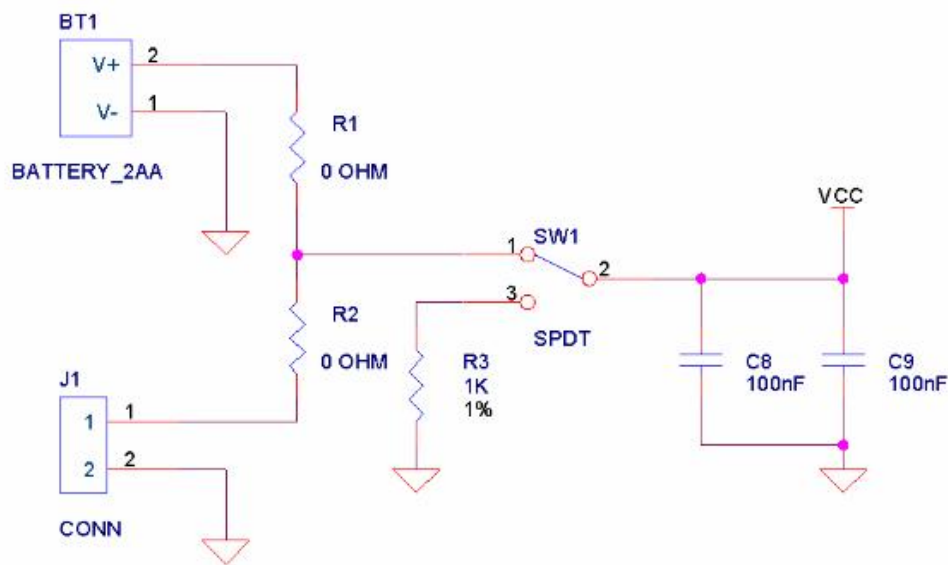 BT1
V+
2
V-
1
BATTERY_2AA
R1
0 OHM
VCC
1
SW1
2
3
SPDT
R2
0 OHM
R3
1K
1%
C8
100nF
C9
100nF
J1
1
1
2
2
CONN